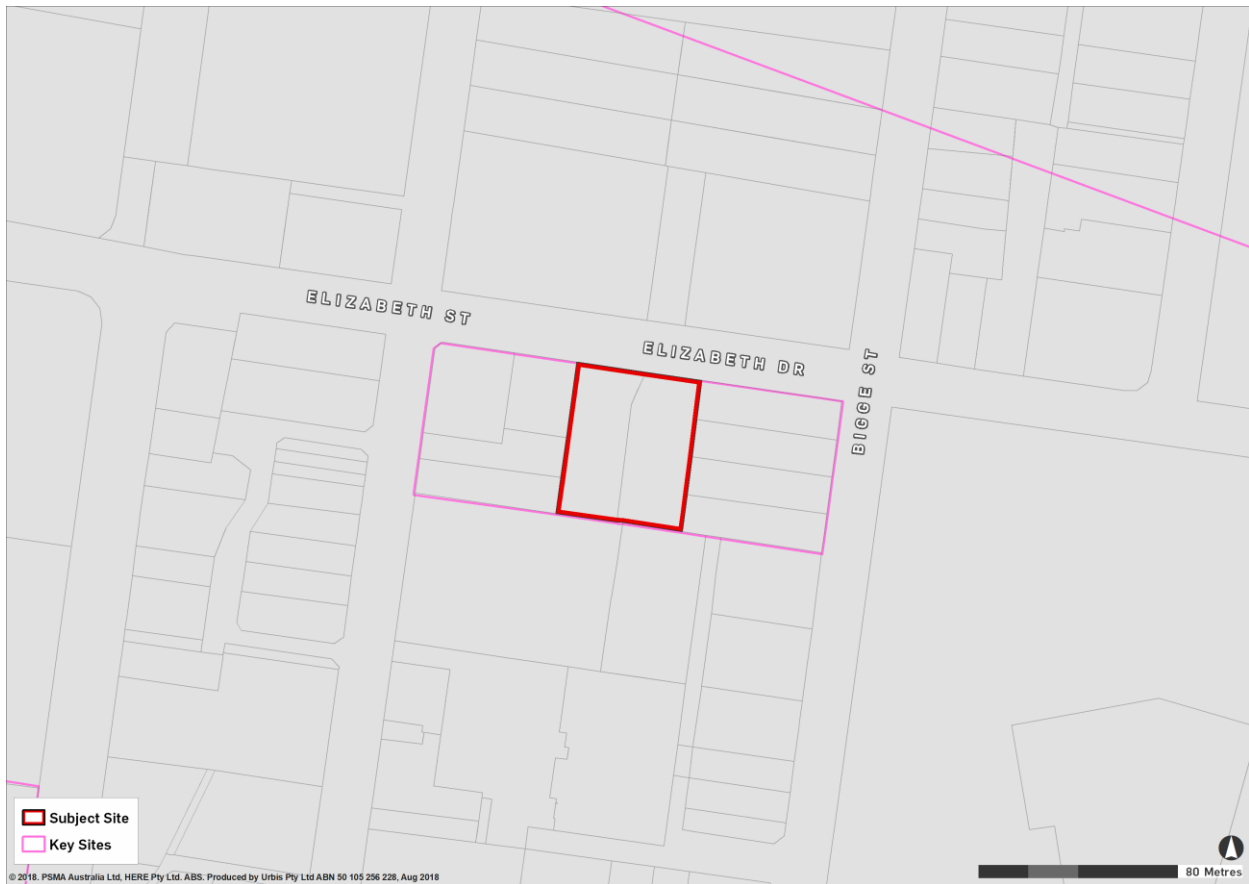 ELIZABETH ST
ELIZABETH DR
BIGGE ST
Subject Site
Key Sites
80 Metres
© 2018. PSMA Australia Ltd, HERE Pty Ltd. ABS. Produced by Urbis Pty Ltd ABN 50 105 256 228, Aug 2018